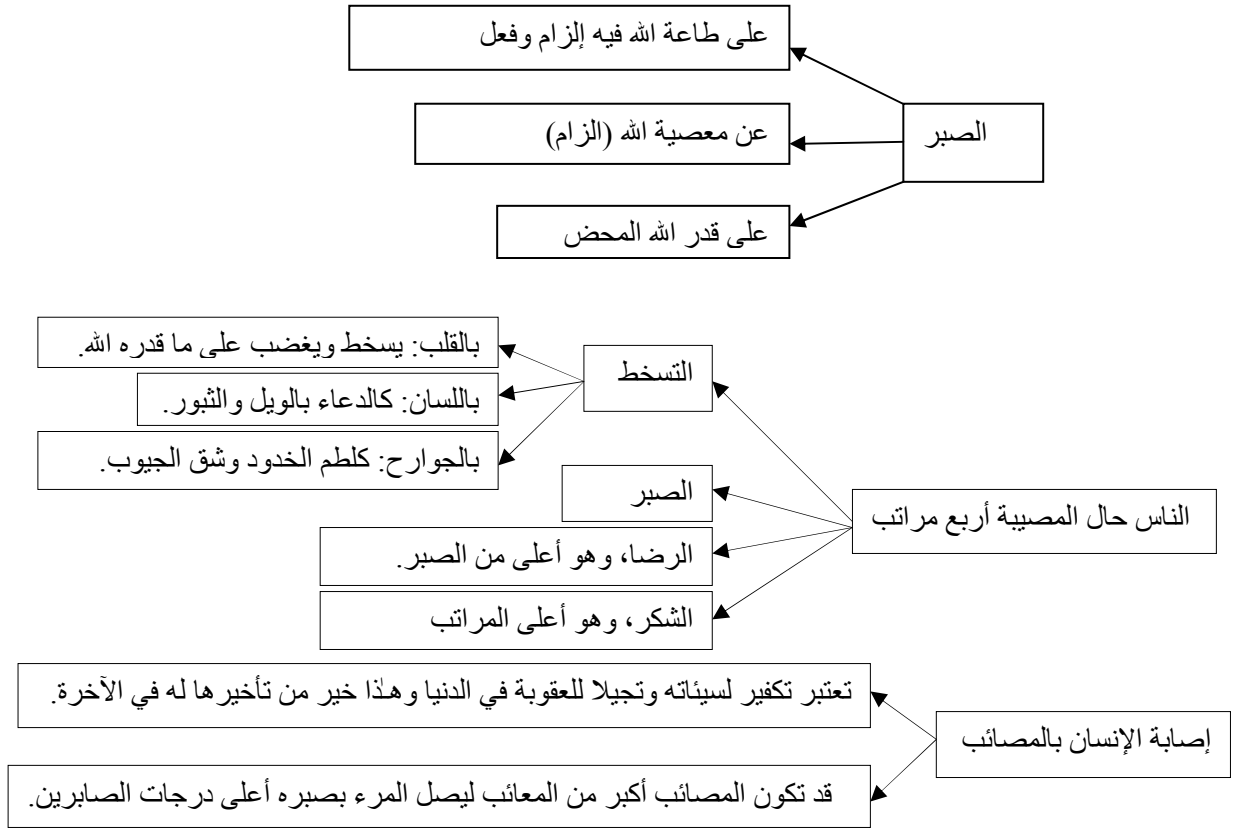 الصبر
على طاعة الله فيه إلزام وفعل
عن معصية الله (الزام)
على قدر الله المحض
الناس حال المصيبة أربع مراتب
التسخط
بالقلب: يسخط ويغضب على ما قدره الله.
باللسان: كالدعاء بالويل والثبور.
بالجوارح: كلطم الخدود وشق الجيوب.
الصبر
الرضا، وهو أعلى من الصبر.
الشكر، وهو أعلى المراتب
إصابة الإنسان بالمصائب
تعتبر تكفير لسيئاته وتجيلا للعقوبة في الدنيا وهٰذا خير من تأخيرها له في الآخرة.
قد تكون المصائب أكبر من المعائب ليصل المرء بصبره أعلى درجات الصابرين.